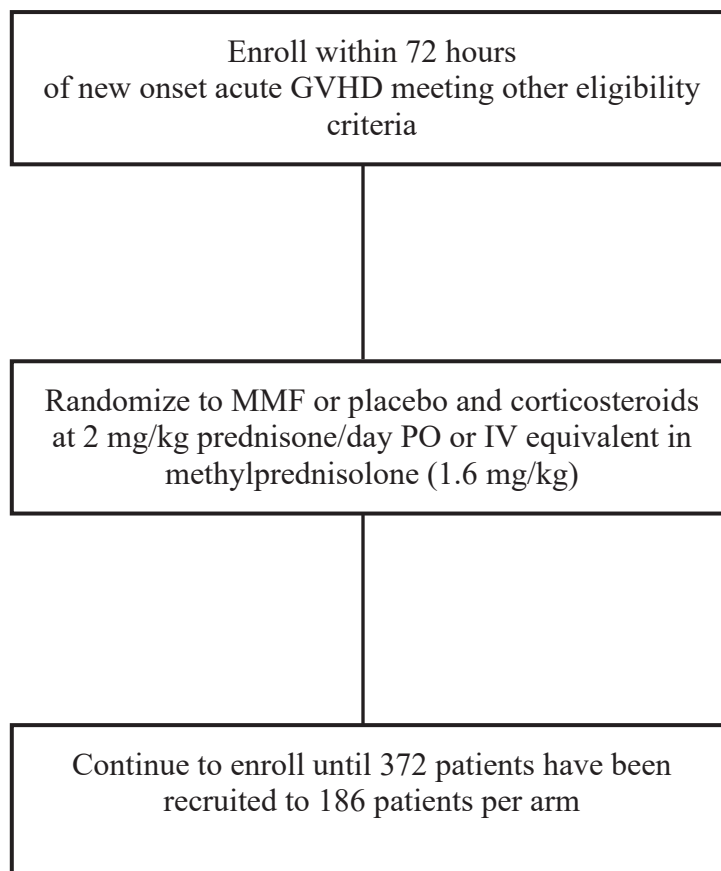 Enroll within 72 hours
of new onset acute GVHD meeting other eligibility
criteria
Randomize to MMF or placebo and corticosteroids
at 2 mg/kg prednisone/day PO or IV equivalent in
methylprednisolone (1.6 mg/kg)
Continue to enroll until 372 patients have been
recruited to 186 patients per arm